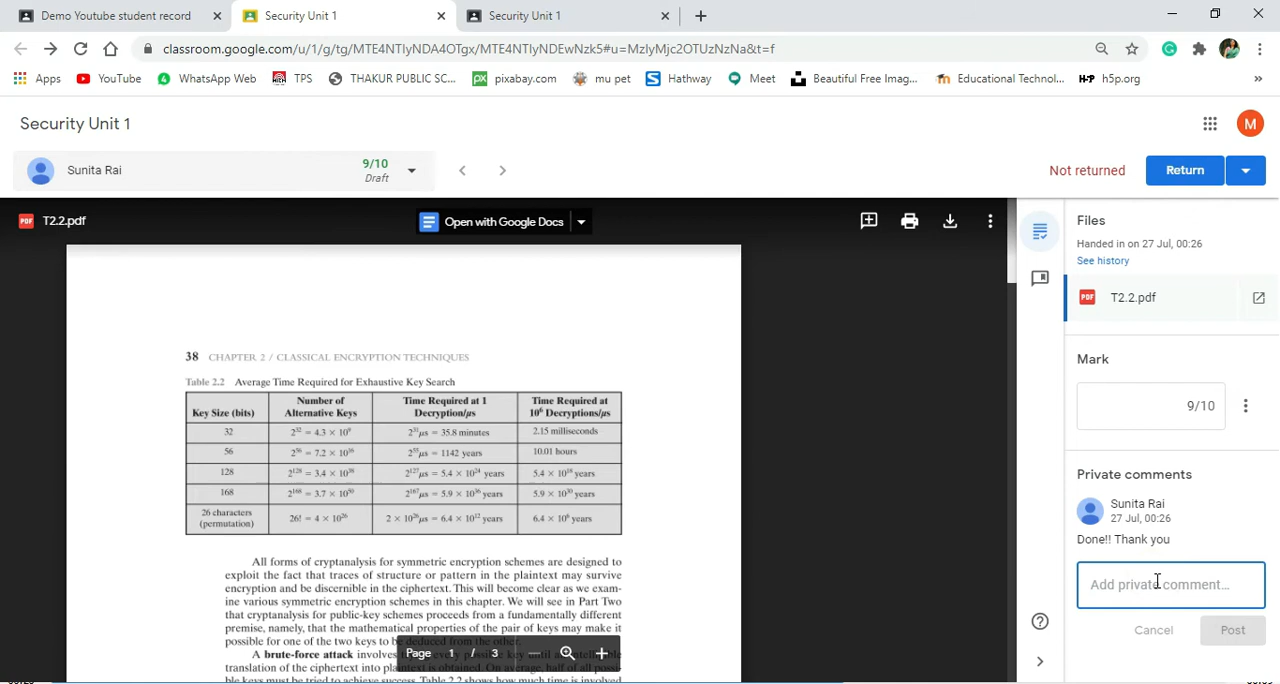 Demo Youtube student record
Security Unit 1
Security Unit 1
classroom.google.com/u/1/g/tg/MTE4NTIyNDA4OTgx/MTE4NTIyNDEwNzk5#u=MzIyMjc2OTUzNzNa&t=f
Apps YouTube WhatsApp Web TPS THAKUR PUBLIC SC... pixabay.com mu pet Hathway Meet Beautiful Free Imag... Educational Technol... h5p.org »
Security Unit 1
M
Sunita Rai
9/10
Draft
Not returned
Return
T2.2.pdf
Open with Google Docs
38 CHAPTER 2 / CLASSICAL ENCRYPTION TECHNIQUES
Table 2.2 Average Time Required for Exhaustive Key Search
Key Size (bits) Number of Alternative Keys Time Required at 1 Decryption/μs Time Required at 10⁶ Decryptions/μs
32 2³² = 4.3 × 10⁹ 2³¹μs = 35.8 minutes 2.15 milliseconds
56 2⁵⁶ = 7.2 × 10¹⁶ 2⁵⁵μs = 1142 years 10.01 hours
128 2¹²⁸ = 3.4 × 10³⁸ 2¹²⁷μs = 5.4 × 10²⁴ years 5.4 × 10¹⁸ years
168 2¹⁶⁸ = 3.7 × 10⁵⁰ 2¹⁶⁷μs = 5.9 × 10³⁶ years 5.9 × 10³⁰ years
26 characters (permutation) 26! = 4 × 10²⁶ 2 × 10²⁶μs = 6.4 × 10¹² years 6.4 × 10⁶ years
All forms of cryptanalysis for symmetric encryption schemes are designed to
exploit the fact that traces of structure or pattern in the plaintext may survive
encryption and be discernible in the ciphertext. This will become clear as we exam-
ine various symmetric encryption schemes in this chapter. We will see in Part Two
that cryptanalysis for public-key schemes proceeds from a fundamentally different
premise, namely, that the mathematical properties of the pair of keys may make it
possible for one of the two keys to be deduced from the other.
A brute-force attack involves
translation of the ciphertext into
Page 1 / 3
Files
Handed in on 27 Jul, 00:26
See history
T2.2.pdf
Mark
9/10
Private comments
Sunita Rai
27 Jul, 00:26
Done!! Thank you
Add private comment...
Cancel
Post